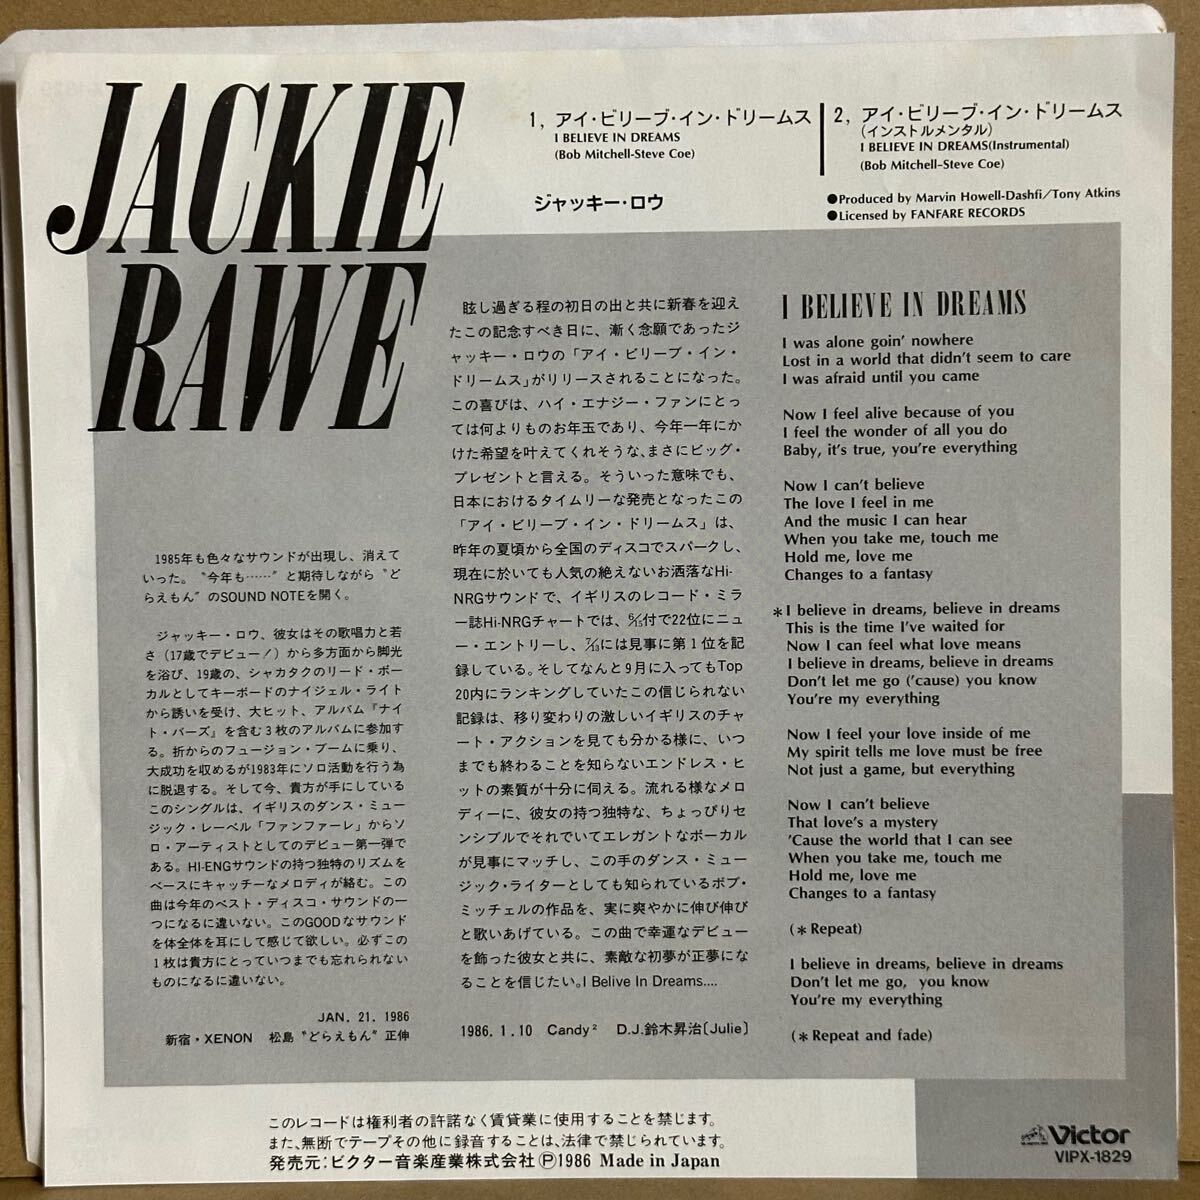 JACKIE
RAWE
1, アイ・ビリーブ・イン・ドリームス
I BELIEVE IN DREAMS
(Bob Mitchell-Steve Coe)
ジャッキー・ロウ
2, アイ・ビリーブ・イン・ドリームス
(インストルメンタル)
I BELIEVE IN DREAMS(Instrumental)
(Bob Mitchell-Steve Coe)
●Produced by Marvin Howell-Dashfi/Tony Atkins
●Licensed by FANFARE RECORDS
1985年も色々なサウンドが出現し、消えて
いった。〝今年も……〟と期待しながら〝ど
らえもん〟のSOUND NOTEを開く。
ジャッキー・ロウ、彼女はその歌唱力と若
さ(17歳でデビュー!)から多方面から脚光
を浴び、19歳の、シャカタクのリード・ボー
カルとしてキーボードのナイジェル・ライト
から誘いを受け、大ヒット、アルバム『ナイ
ト・バーズ』を含む3枚のアルバムに参加す
る。折からのフュージョン・ブームに乗り、
大成功を収めるが1983年にソロ活動を行う為
に脱退する。そして今、貴方が手にしている
このシングルは、イギリスのダンス・ミュー
ジック・レーベル「ファンファーレ」からソ
ロ・アーティストとしてのデビュー第一弾で
ある。HI-ENGサウンドの持つ独特のリズムを
ベースにキャッチーなメロディが絡む。この
曲は今年のベスト・ディスコ・サウンドの一
つになるに違いない。このGOODなサウンド
を体全体を耳にして感じて欲しい。必ずこの
1枚は貴方にとっていつまでも忘れられない
ものになるに違いない。
JAN. 21. 1986
新宿・XENON 松島〝どらえもん〟正伸
眩し過ぎる程の初日の出と共に新春を迎え
たこの記念すべき日に、漸く念願であったジ
ャッキー・ロウの「アイ・ビリーブ・イン・
ドリームス」がリリースされることになった。
この喜びは、ハイ・エナジー・ファンにとっ
ては何よりものお年玉であり、今年一年にか
けた希望を叶えてくれそうな、まさにビッグ・
プレゼントと言える。そういった意味でも、
日本におけるタイムリーな発売となったこの
「アイ・ビリーブ・イン・ドリームス」は、
昨年の夏頃から全国のディスコでスパークし、
現在に於いても人気の絶えないお洒落なHi-
NRGサウンドで、イギリスのレコード・ミラ
ー誌Hi-NRGチャートでは、6/15付で22位にニュ
ー・エントリーし、7/13には見事に第1位を記
録している。そしてなんと9月に入ってもTop
20内にランキングしていたこの信じられない
記録は、移り変わりの激しいイギリスのチャ
ート・アクションを見ても分かる様に、いつ
までも終わることを知らないエンドレス・ヒ
ットの素質が十分に伺える。流れる様なメロ
ディーに、彼女の持つ独特な、ちょっぴりセ
ンシブルでそれでいてエレガントなボーカル
が見事にマッチし、この手のダンス・ミュー
ジック・ライターとしても知られているボブ・
ミッチェルの作品を、実に爽やかに伸び伸び
と歌いあげている。この曲で幸運なデビュー
を飾った彼女と共に、素敵な初夢が正夢にな
ることを信じたい。I Belive In Dreams....
1986.1.10 Candy² D.J.鈴木昇治〔Julie〕
I BELIEVE IN DREAMS
I was alone goin' nowhere
Lost in a world that didn't seem to care
I was afraid until you came
Now I feel alive because of you
I feel the wonder of all you do
Baby, it's true, you're everything
Now I can't believe
The love I feel in me
And the music I can hear
When you take me, touch me
Hold me, love me
Changes to a fantasy
*I believe in dreams, believe in dreams
This is the time I've waited for
Now I can feel what love means
I believe in dreams, believe in dreams
Don't let me go ('cause) you know
You're my everything
Now I feel your love inside of me
My spirit tells me love must be free
Not just a game, but everything
Now I can't believe
That love's a mystery
'Cause the world that I can see
When you take me, touch me
Hold me, love me
Changes to a fantasy
(* Repeat)
I believe in dreams, believe in dreams
Don't let me go, you know
You're my everything
(* Repeat and fade)
このレコードは権利者の許諾なく賃貸業に使用することを禁じます。
また、無断でテープその他に録音することは、法律で禁じられています。
発売元:ビクター音楽産業株式会社Ⓟ1986 Made in Japan
Victor
VIPX-1829